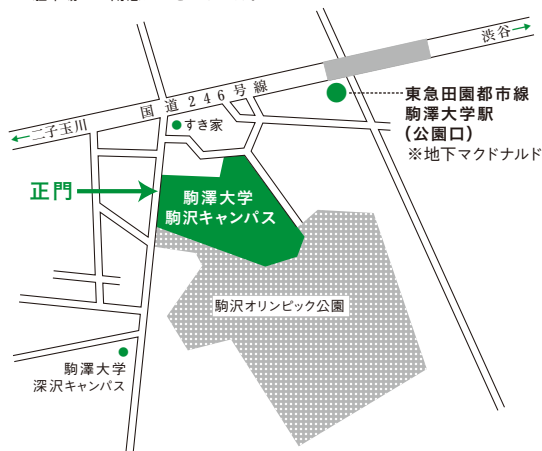 渋谷
東急田園都市線
駒澤大学駅
(公園口)
※地下マクドナルド
国道246号線
二子玉川
すき家
正門
駒澤大学
駒沢キャンパス
駒沢オリンピック公園
駒澤大学
深沢キャンパス